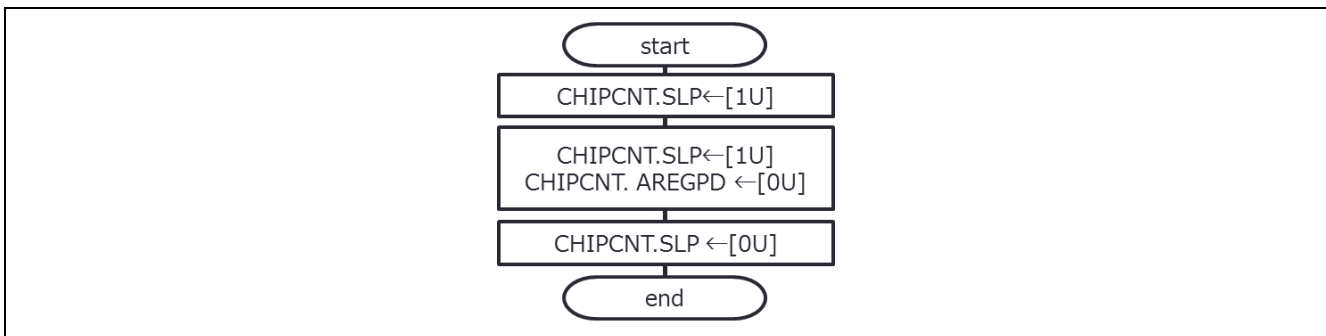 start
CHIPCNT.SLP←[1U]
CHIPCNT.SLP←[1U]
CHIPCNT. AREGPD ←[0U]
CHIPCNT.SLP ←[0U]
end